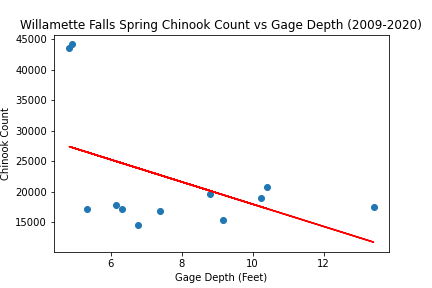 Willamette Falls Spring Chinook Count vs Gage Depth (2009-2020)
45000
40000
35000
30000
25000
20000
15000
Chinook Count
6 8 10 12
Gage Depth (Feet)